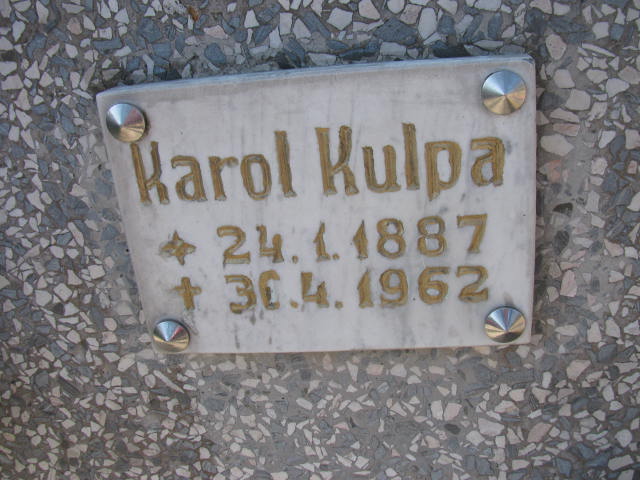 Karol Kulpa
* 24.1.1887
† 30.4.1962